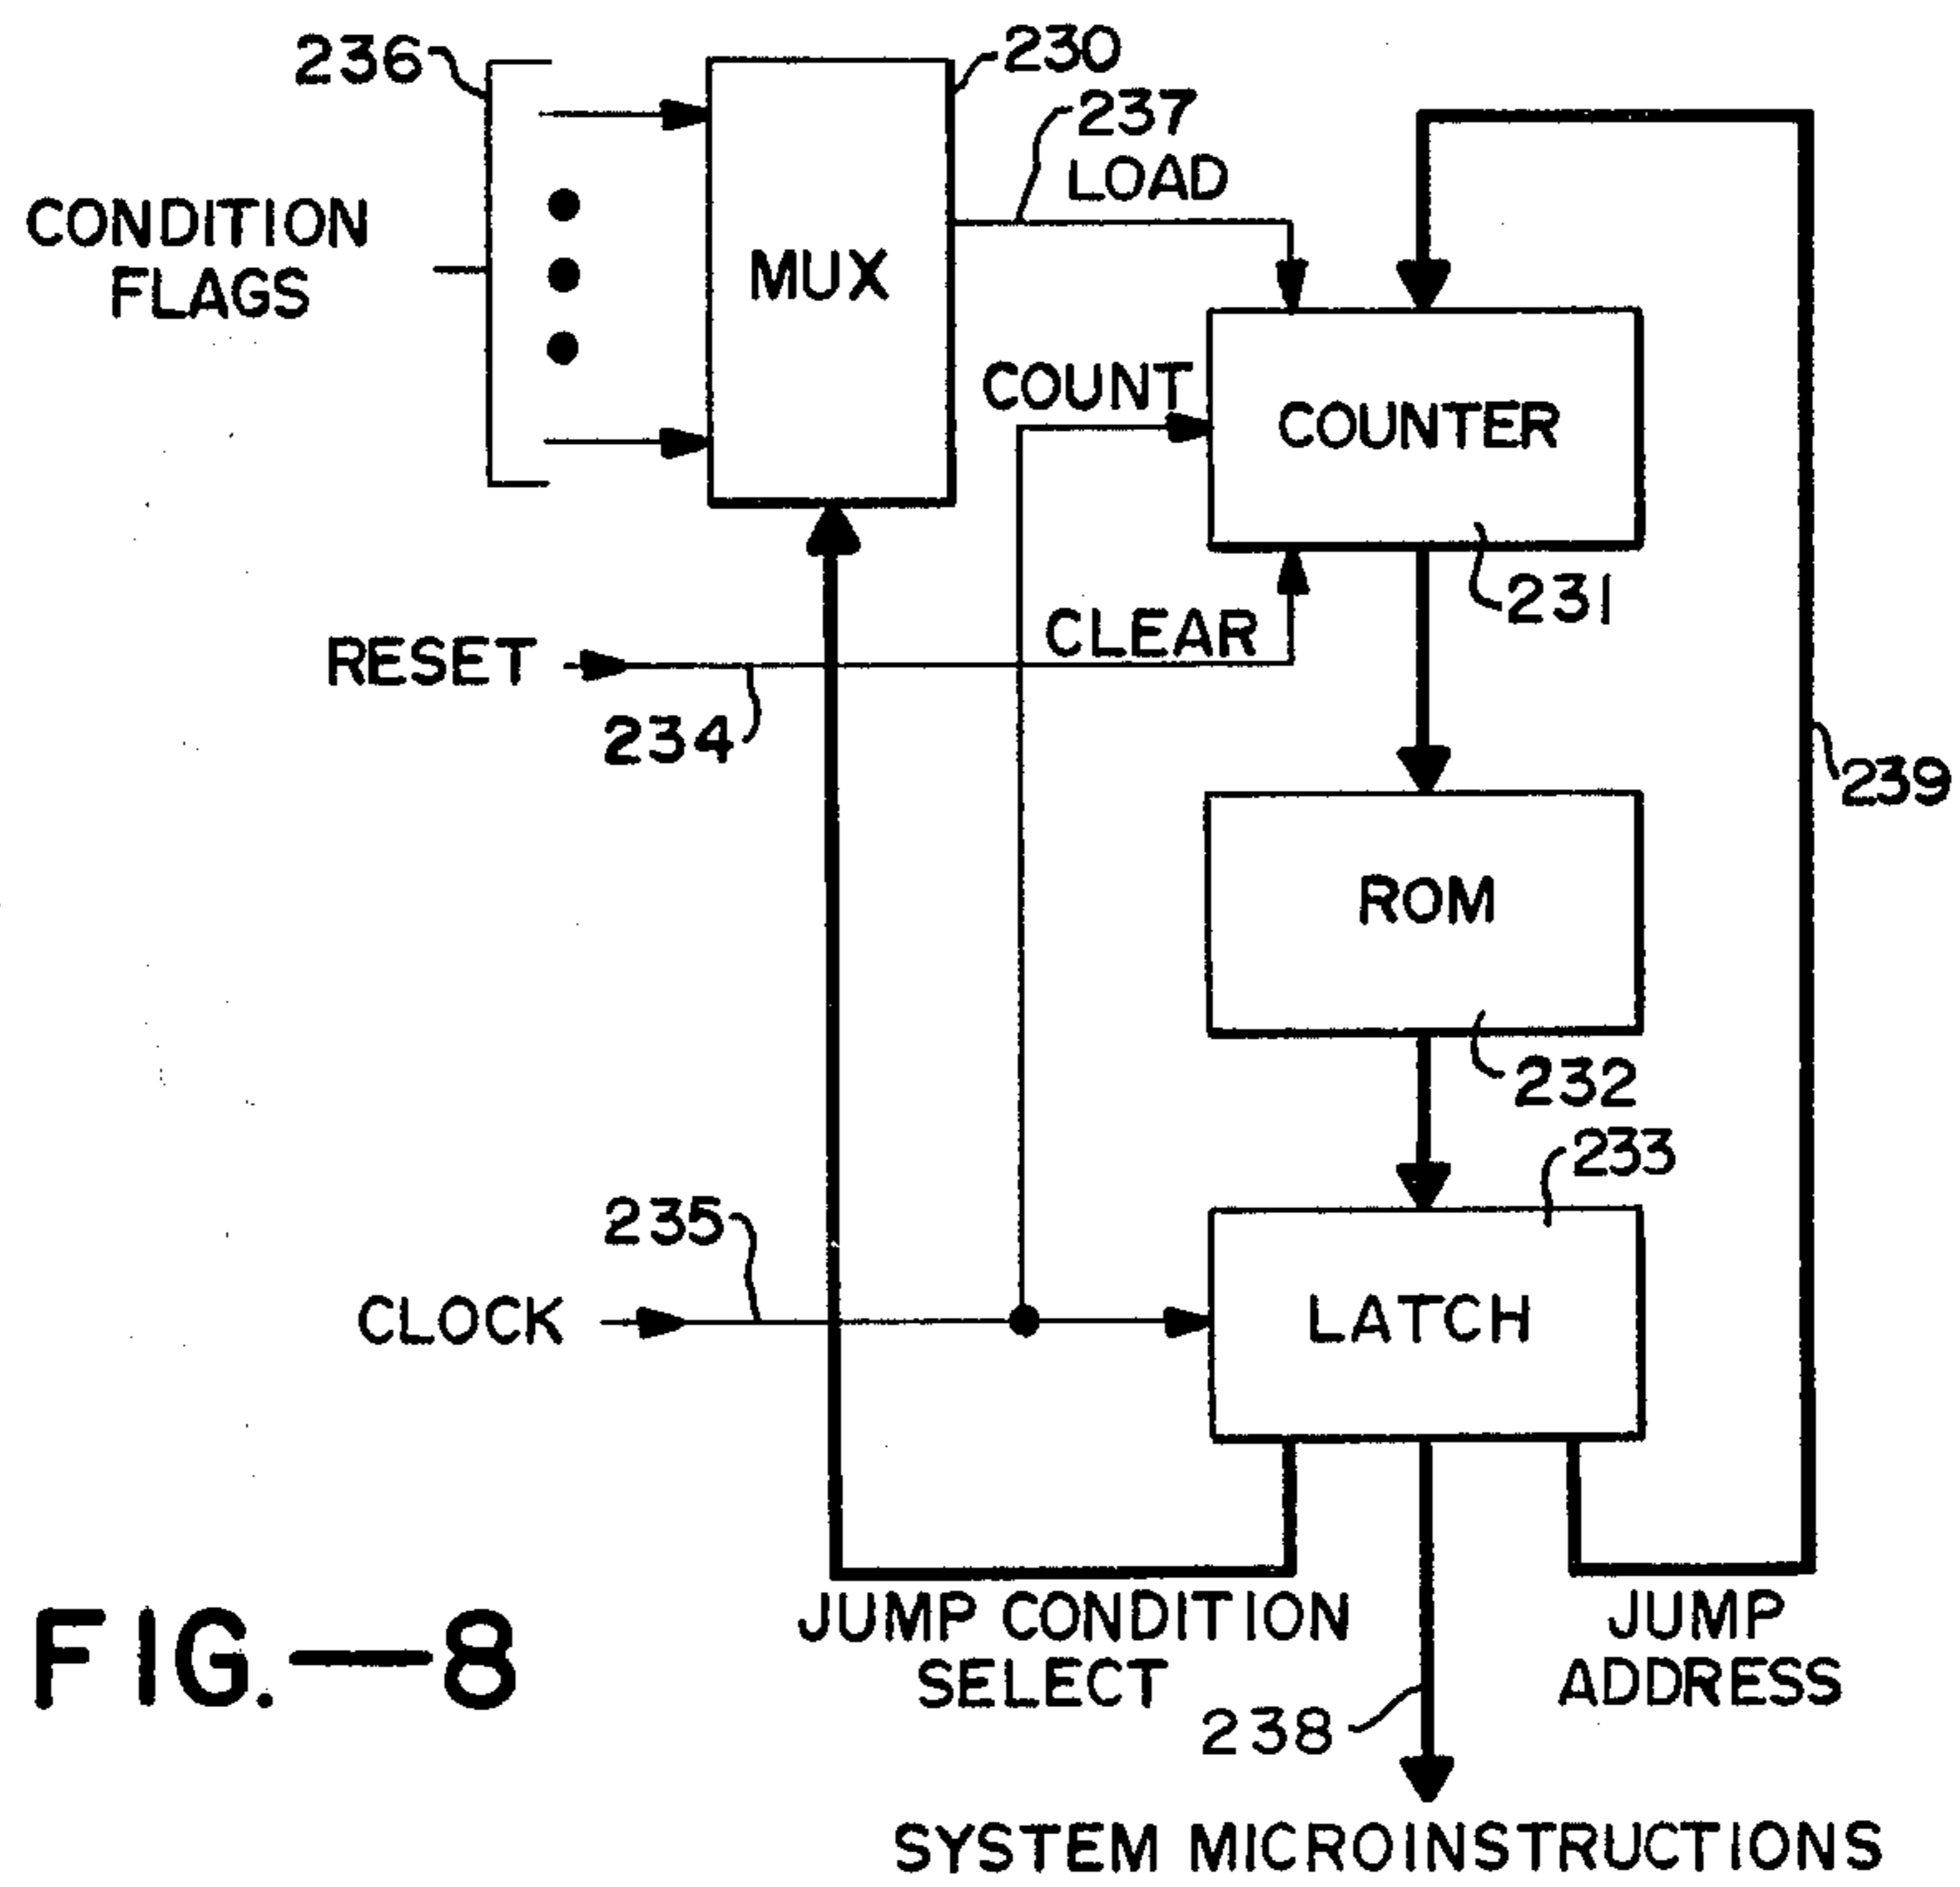 236
230
237
LOAD
CONDITION
FLAGS
MUX
COUNT
COUNTER
231
CLEAR
RESET
234
239
ROM
232
233
235
CLOCK
LATCH
JUMP CONDITION
SELECT
JUMP
ADDRESS
238
FIG.—8
SYSTEM MICROINSTRUCTIONS